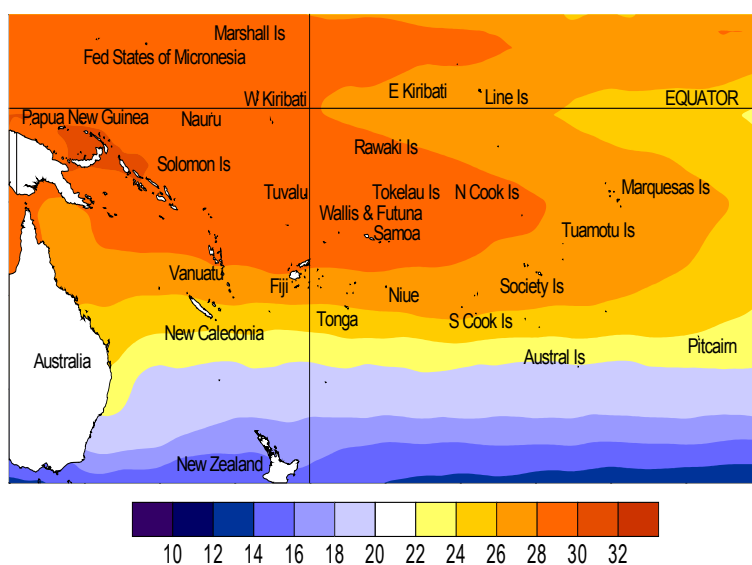 Marshall Is
Fed States of Micronesia
W Kiribati
E Kiribati
Line Is
EQUATOR
Papua New Guinea
Nauru
Rawaki Is
Solomon Is
Tuvalu
Tokelau Is
N Cook Is
Marquesas Is
Wallis & Futuna
Samoa
Tuamotu Is
Vanuatu
Fiji
Niue
Society Is
Tonga
S Cook Is
New Caledonia
Pitcairn
Australia
Austral Is
New Zealand
10 12 14 16 18 20 22 24 26 28 30 32